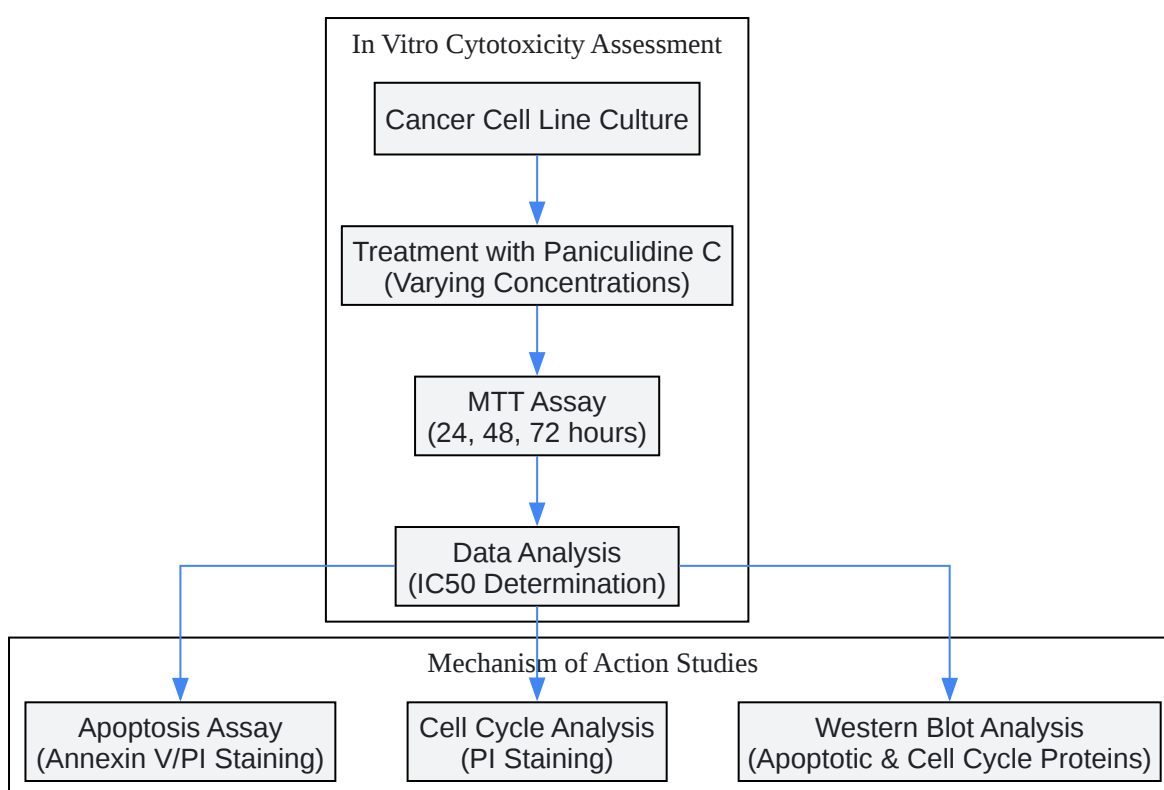 In Vitro Cytotoxicity Assessment
Cancer Cell Line Culture
Treatment with Paniculidine C
(Varying Concentrations)
MTT Assay
(24, 48, 72 hours)
Data Analysis
(IC50 Determination)
Mechanism of Action Studies
Apoptosis Assay
(Annexin V/PI Staining)
Cell Cycle Analysis
(PI Staining)
Western Blot Analysis
(Apoptotic & Cell Cycle Proteins)